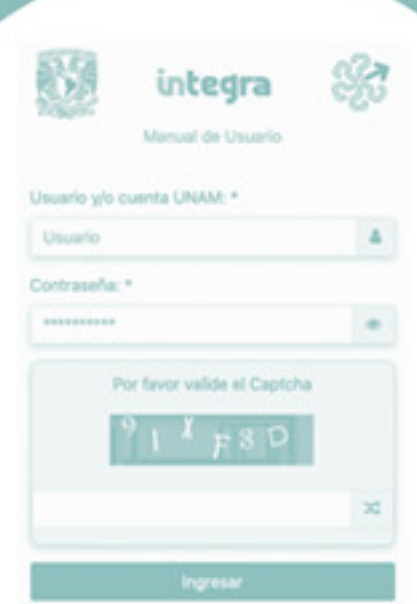 integra
Manual de Usuario
Usuario y/o cuenta UNAM: *
Usuario
Contraseña: *
**********
Por favor valide el Captcha
Ingresar